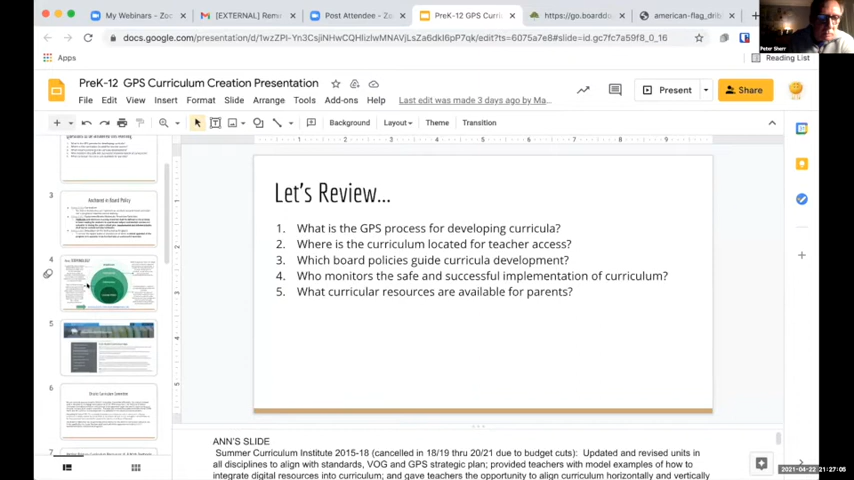 My Webinars - Zoo
[EXTERNAL] Rem
Post Attendee - Zoo
PreK-12 GPS Curri
https://go.boarddo
american-flag_drib
docs.google.com/presentation/d/1wzZPI-Yn3CsjNHwCQHlizIwMNAVjLsZa6dkI6pP7qk/edit?ts=6075a7e8#slide=id.gc7fc7a59f8_0_16
Peter Sherr
Apps
Reading List
PreK-12 GPS Curriculum Creation Presentation
Present
Share
File Edit View Insert Format Slide Arrange Tools Add-ons Help Last edit was made 3 days ago by Ma...
Background Layout Theme Transition
3
Anchored in Board Policy
4
5
6
7
Let's Review...
1. What is the GPS process for developing curricula?
2. Where is the curriculum located for teacher access?
3. Which board policies guide curricula development?
4. Who monitors the safe and successful implementation of curriculum?
5. What curricular resources are available for parents?
ANN'S SLIDE
Summer Curriculum Institute 2015-18 (cancelled in 18/19 thru 20/21 due to budget cuts): Updated and revised units in
all disciplines to align with standards, VOG and GPS strategic plan; provided teachers with model examples of how to
integrate digital resources into curriculum; and gave teachers the opportunity to align curriculum horizontally and vertically
2021-04-22 21:27:05